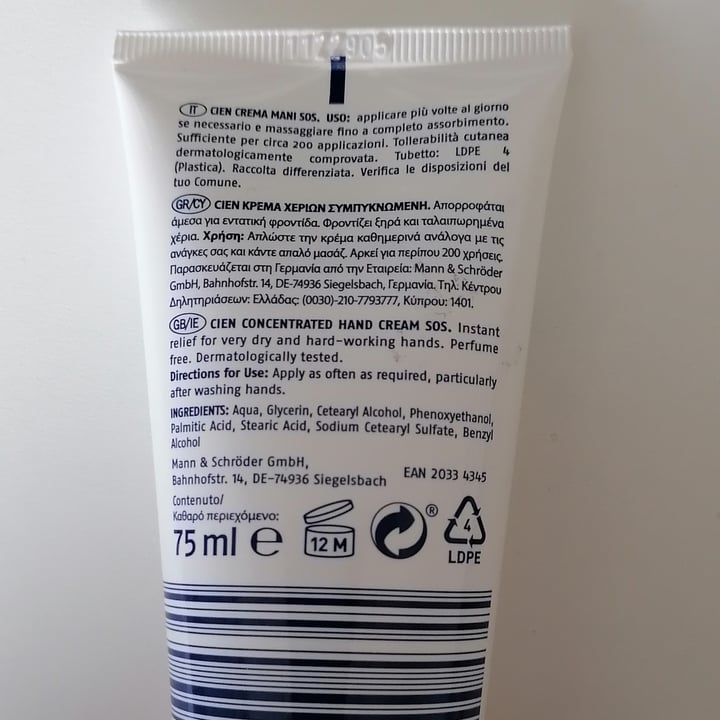 IT CIEN CREMA MANI SOS. USO: applicare più volte al giorno
se necessario e massaggiare fino a completo assorbimento.
Sufficiente per circa 200 applicazioni. Tollerabilità cutanea
dermatologicamente comprovata. Tubetto: LDPE 4
(Plastica). Raccolta differenziata. Verifica le disposizioni del
tuo Comune.
GR/CY CIEN ΚΡΕΜΑ ΧΕΡΙΩΝ ΣΥΜΠΥΚΝΩΜΕΝΗ. Απορροφάται
άμεσα για εντατική φροντίδα. Φροντίζει ξηρά και ταλαιπωρημένα
χέρια. Χρήση: Απλώστε την κρέμα καθημερινά ανάλογα με τις
ανάγκες σας και κάντε απαλό μασάζ. Αρκεί για περίπου 200 χρήσεις.
Παρασκευάζεται στη Γερμανία από την Εταιρεία: Mann & Schröder
GmbH, Bahnhofstr. 14, DE-74936 Siegelsbach, Γερμανία. Τηλ. Κέντρου
Δηλητηριάσεων: Ελλάδας: (0030)-210-7793777, Κύπρου: 1401.
GB/IE CIEN CONCENTRATED HAND CREAM SOS. Instant
relief for very dry and hard-working hands. Perfume
free. Dermatologically tested.
Directions for Use: Apply as often as required, particularly
after washing hands.
INGREDIENTS: Aqua, Glycerin, Cetearyl Alcohol, Phenoxyethanol,
Palmitic Acid, Stearic Acid, Sodium Cetearyl Sulfate, Benzyl
Alcohol
Mann & Schröder GmbH,
Bahnhofstr. 14, DE-74936 Siegelsbach
EAN 2033 4345
Contenuto/
Καθαρό περιεχόμενο:
75 ml e
12 M
®
4
LDPE